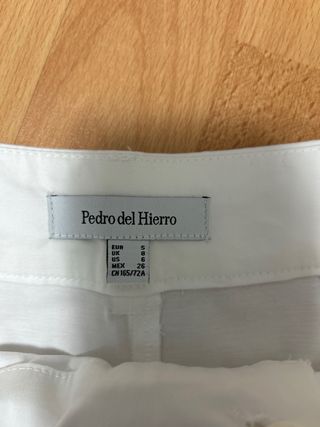 Pedro del Hierro
EUR S
UK 8
US 6
MEX 26
CN 165/72A